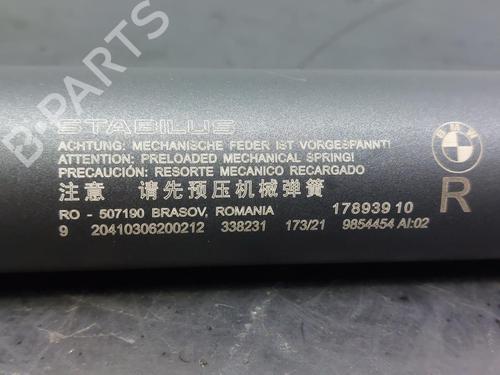 B-PARTS
STABILUS
ACHTUNG: MECHANISCHE FEDER IST VORGESPANNT!
ATTENTION: PRELOADED MECHANICAL SPRING!
PRECAUCIÓN: RESORTE MECANICO RECARGADO
注意 请先预压机械弹簧
RO - 507190 BRASOV, ROMANIA 17893910
9 20410306200212 338231 173/21 9854454 AI:02
BMW
R